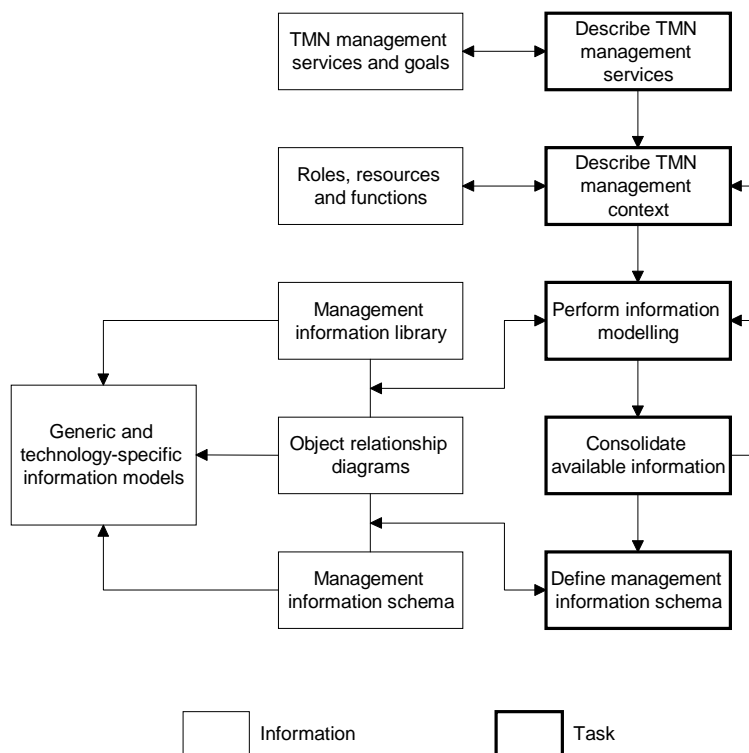 TMN management
services and goals
Describe TMN
management
services
Roles, resources
and functions
Describe TMN
management
context
Management
information library
Perform information
modelling
Generic and
technology-specific
information models
Object relationship
diagrams
Consolidate
available information
Management
information schema
Define management
information schema
Information
Task